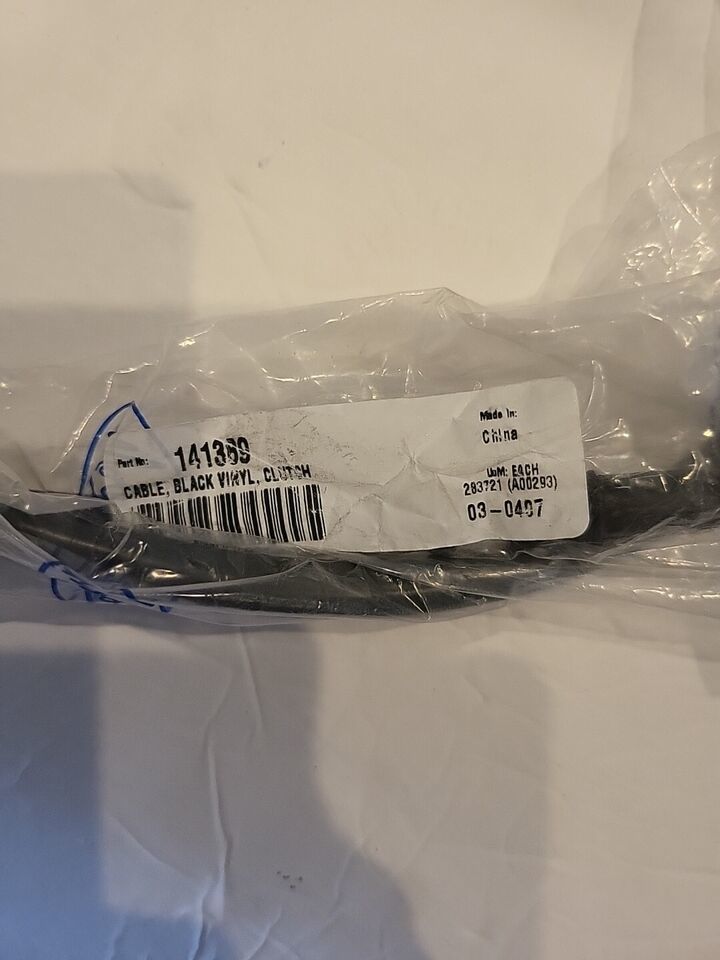 Part No: 141369
CABLE, BLACK VINYL, CLUTCH
Made In:
China
UoM: EACH
283721 (A00293)
03-0407